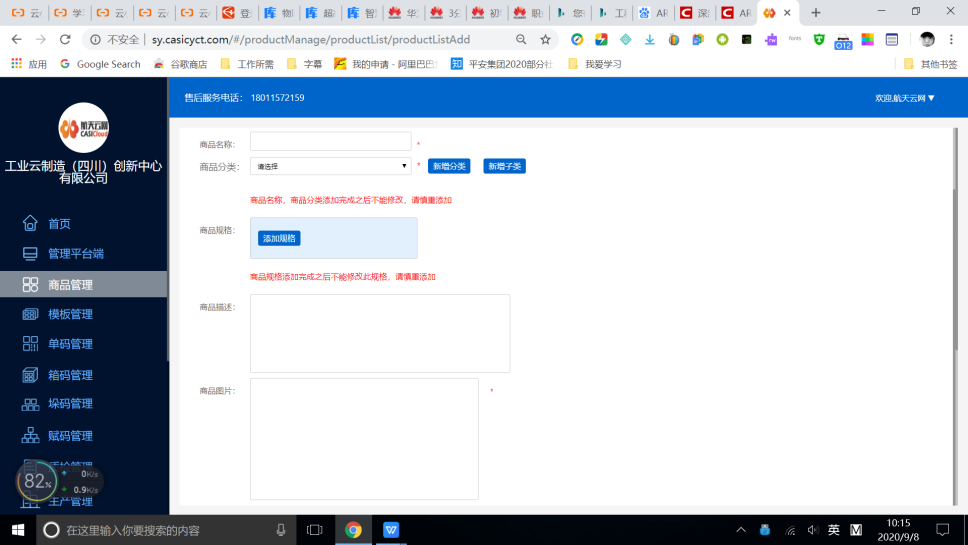 云
学
云
云
云
登
物
超
智
华
3分
初
职
您
工
AR
深
AR
不安全 | sy.casicyct.com/#/productManage/productList/productListAdd
应用
Google Search
谷歌商店
工作所需
字幕
我的申请 - 阿里巴巴
平安集团2020部分社
我爱学习
其他书签
fonts
O12
航天云网
CASICloud
工业云制造（四川）创新中心
有限公司
售后服务电话： 18011572159
欢迎,航天云网▼
首页
管理平台端
商品管理
模板管理
单码管理
箱码管理
垛码管理
赋码管理
质检管理
生产管理
82%
0K/s
0.9K/s
商品名称：
*
商品分类：
请选择
*
新增分类
新增子类
商品名称，商品分类添加完成之后不能修改，请慎重添加
商品规格：
添加规格
商品规格添加完成之后不能修改此规格，请慎重添加
商品描述：
商品图片：
*
在这里输入你要搜索的内容
英
M
10:15
2020/9/8